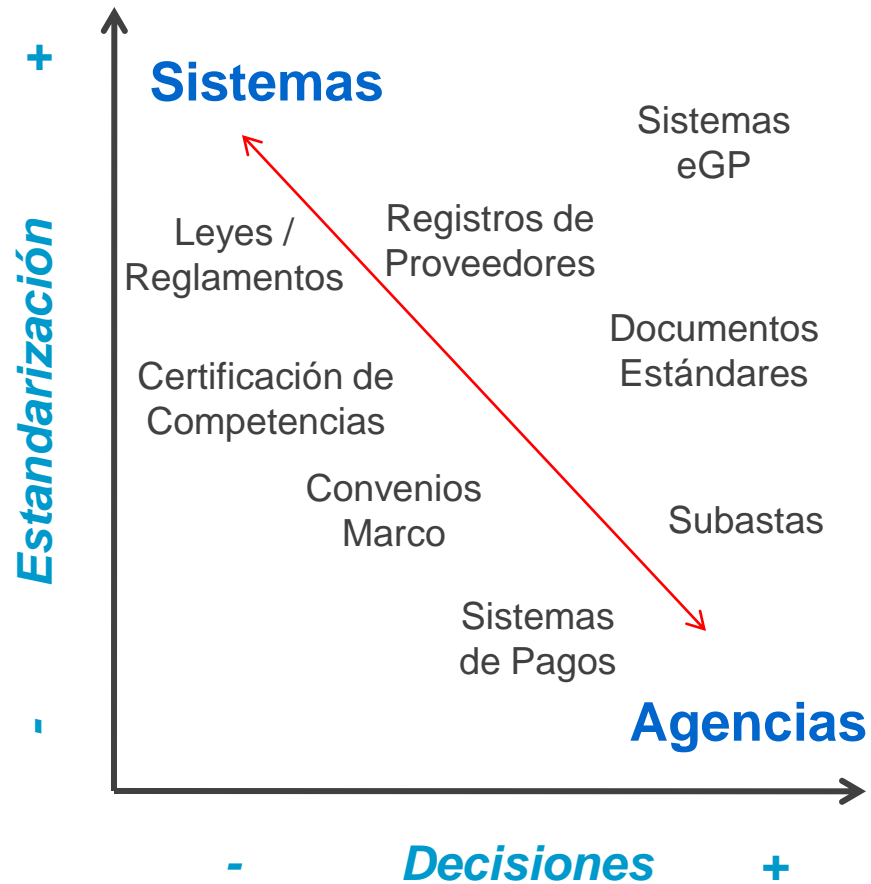 +
Sistemas
Sistemas
eGP
Registros de
Proveedores
Leyes /
Reglamentos
Estandarización
Documentos
Estándares
Certificación de
Competencias
Convenios
Marco
Subastas
Sistemas
de Pagos
-
Agencias
-
Decisiones
+